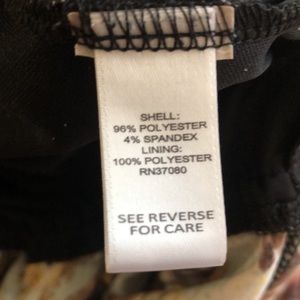 SHELL:
96% POLYESTER
4% SPANDEX
LINING:
100% POLYESTER
RN37080
SEE REVERSE
FOR CARE